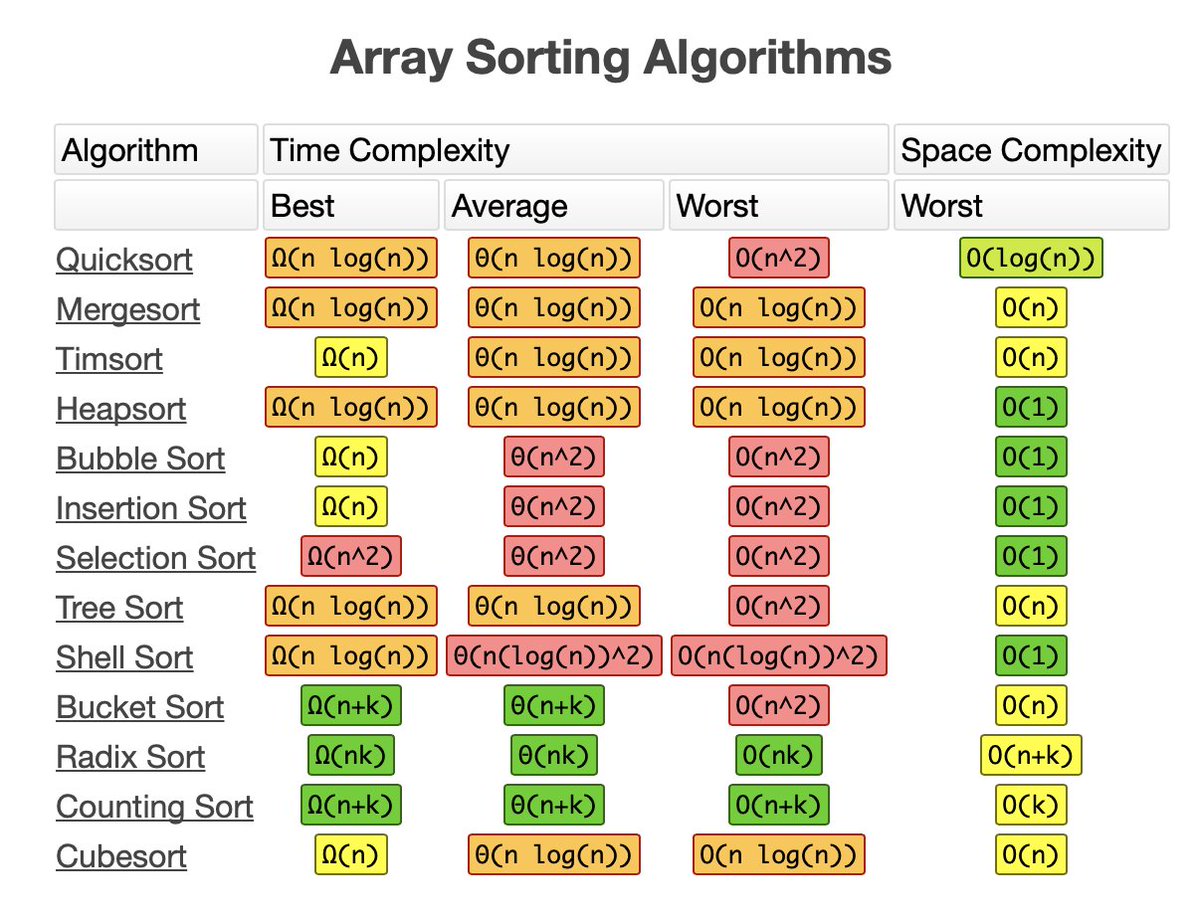 Array Sorting Algorithms
Algorithm Time Complexity Space Complexity
Best Average Worst Worst
Quicksort Ω(n log(n)) Θ(n log(n)) O(n^2) O(log(n))
Mergesort Ω(n log(n)) Θ(n log(n)) O(n log(n)) O(n)
Timsort Ω(n) Θ(n log(n)) O(n log(n)) O(n)
Heapsort Ω(n log(n)) Θ(n log(n)) O(n log(n)) O(1)
Bubble Sort Ω(n) Θ(n^2) O(n^2) O(1)
Insertion Sort Ω(n) Θ(n^2) O(n^2) O(1)
Selection Sort Ω(n^2) Θ(n^2) O(n^2) O(1)
Tree Sort Ω(n log(n)) Θ(n log(n)) O(n^2) O(n)
Shell Sort Ω(n log(n)) Θ(n(log(n))^2) O(n(log(n))^2) O(1)
Bucket Sort Ω(n+k) Θ(n+k) O(n^2) O(n)
Radix Sort Ω(nk) Θ(nk) O(nk) O(n+k)
Counting Sort Ω(n+k) Θ(n+k) O(n+k) O(k)
Cubesort Ω(n) Θ(n log(n)) O(n log(n)) O(n)